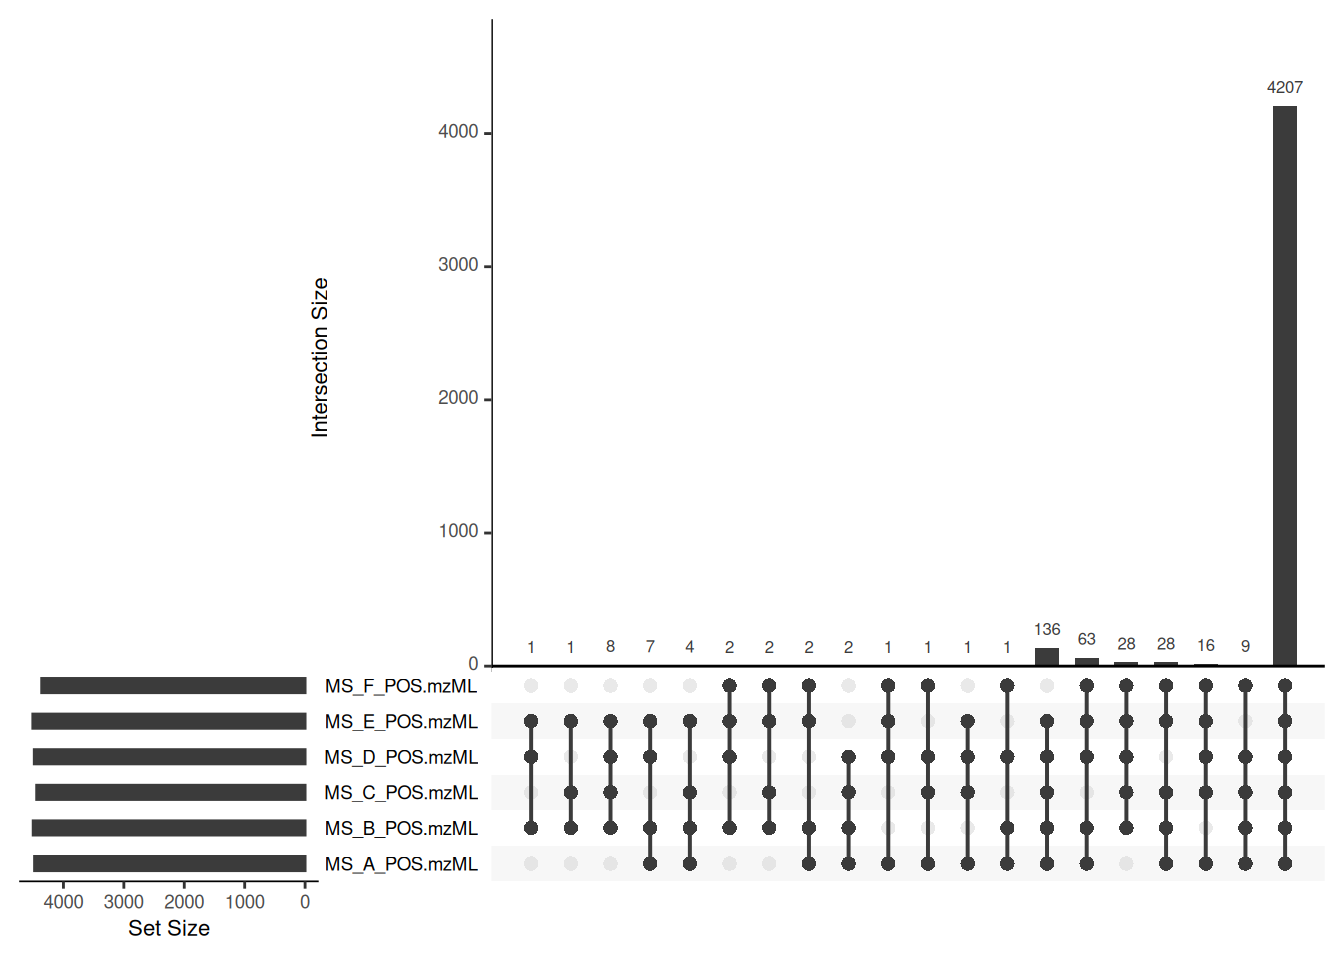 4207
4000
3000
Intersection Size
2000
1000
136
63
1 1 8 7 4 2 2 2 2 1 1 1 1 28 28 16 9
0
MS_F_POS.mzML
MS_E_POS.mzML
MS_D_POS.mzML
MS_C_POS.mzML
MS_B_POS.mzML
MS_A_POS.mzML
4000 3000 2000 1000 0
Set Size